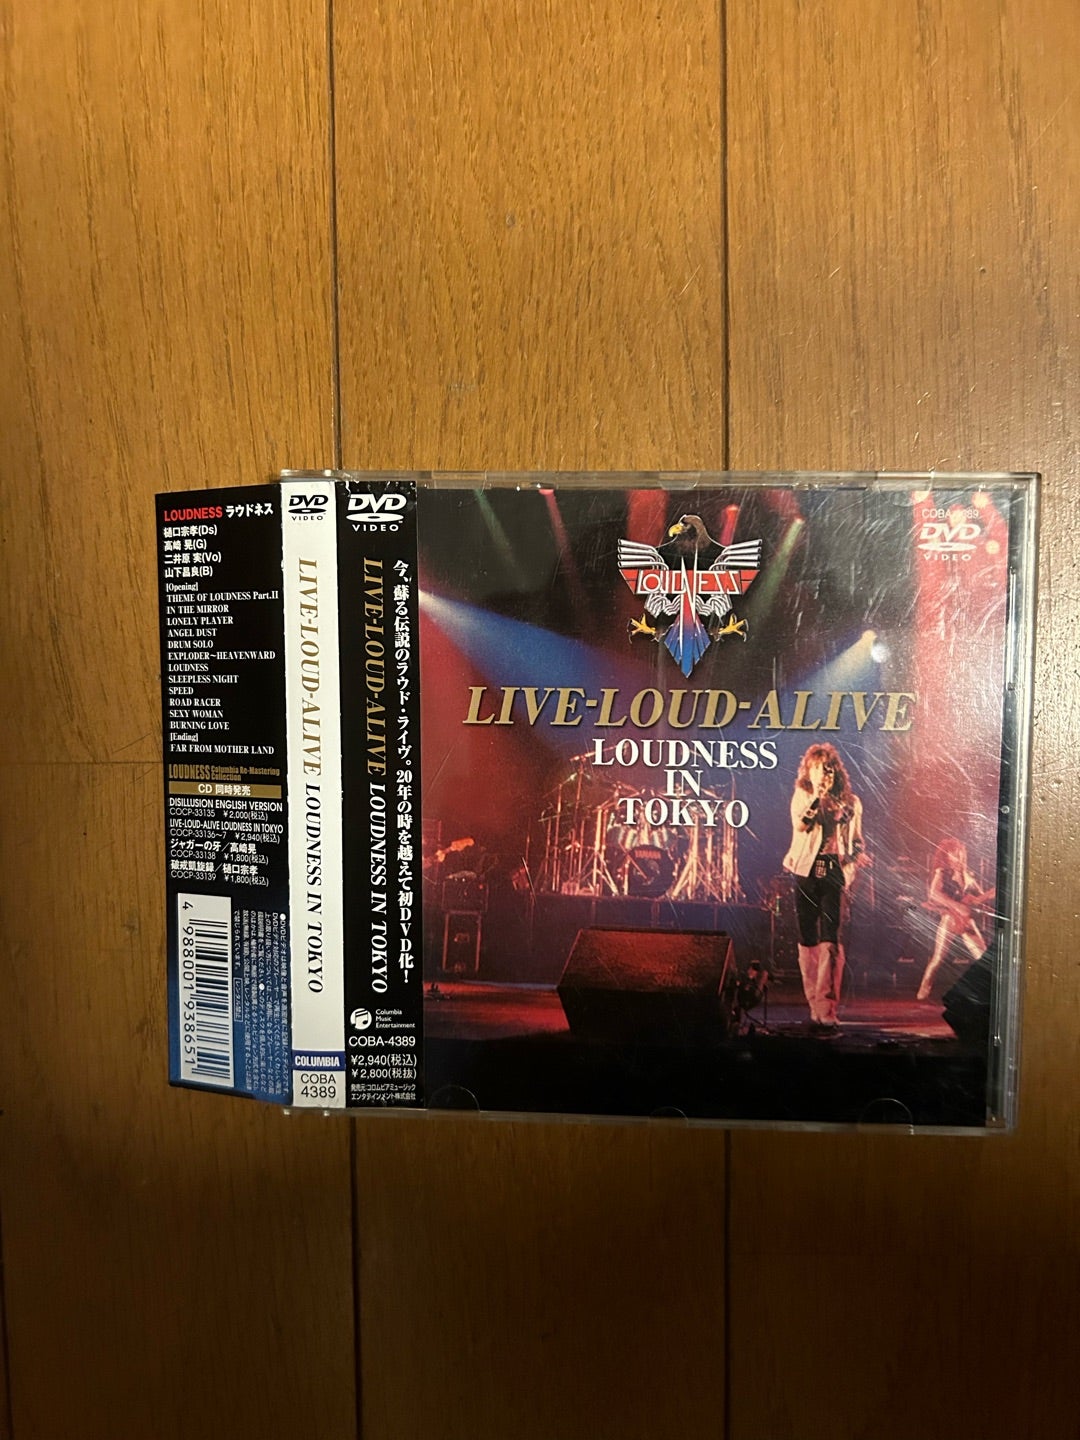 LOUDNESS ラウドネス
樋口宗孝(Ds)
高崎 晃(G)
二井原 実(Vo)
山下昌良(B)
[Opening]
THEME OF LOUDNESS Part.II
IN THE MIRROR
LONELY PLAYER
ANGEL DUST
DRUM SOLO
EXPLODER~HEAVENWARD
LOUDNESS
SLEEPLESS NIGHT
SPEED
ROAD RACER
SEXY WOMAN
BURNING LOVE
[Ending]
FAR FROM MOTHER LAND
LOUDNESS Columbia Re-Mastering
Collection
CD 同時発売
DISILLUSION ENGLISH VERSION
COCP-33135 ¥2,000(税込)
LIVE-LOUD-ALIVE LOUDNESS IN TOKYO
COCP-33136~7 ¥2,940(税込)
ジャガーの牙／高崎晃
COCP-33138 ¥1,800(税込)
破戒凱旋録／樋口宗孝
COCP-33139 ¥1,800(税込)
4 988001 938651
DVD
VIDEO
LIVE-LOUD-ALIVE LOUDNESS IN TOKYO
COLUMBIA
COBA
4389
DVD
VIDEO
今、蘇る伝説のラウド・ライヴ。20年の時を越えて初DVD化！
LIVE-LOUD-ALIVE LOUDNESS IN TOKYO
Columbia
Music
Entertainment
COBA-4389
¥2,940(税込)
¥2,800(税抜)
発売元:コロムビアミュージック
エンタテインメント株式会社
COBA-4389
DVD
VIDEO
LOUDNESS
LIVE-LOUD-ALIVE
LOUDNESS
IN
TOKYO
YAMAHA